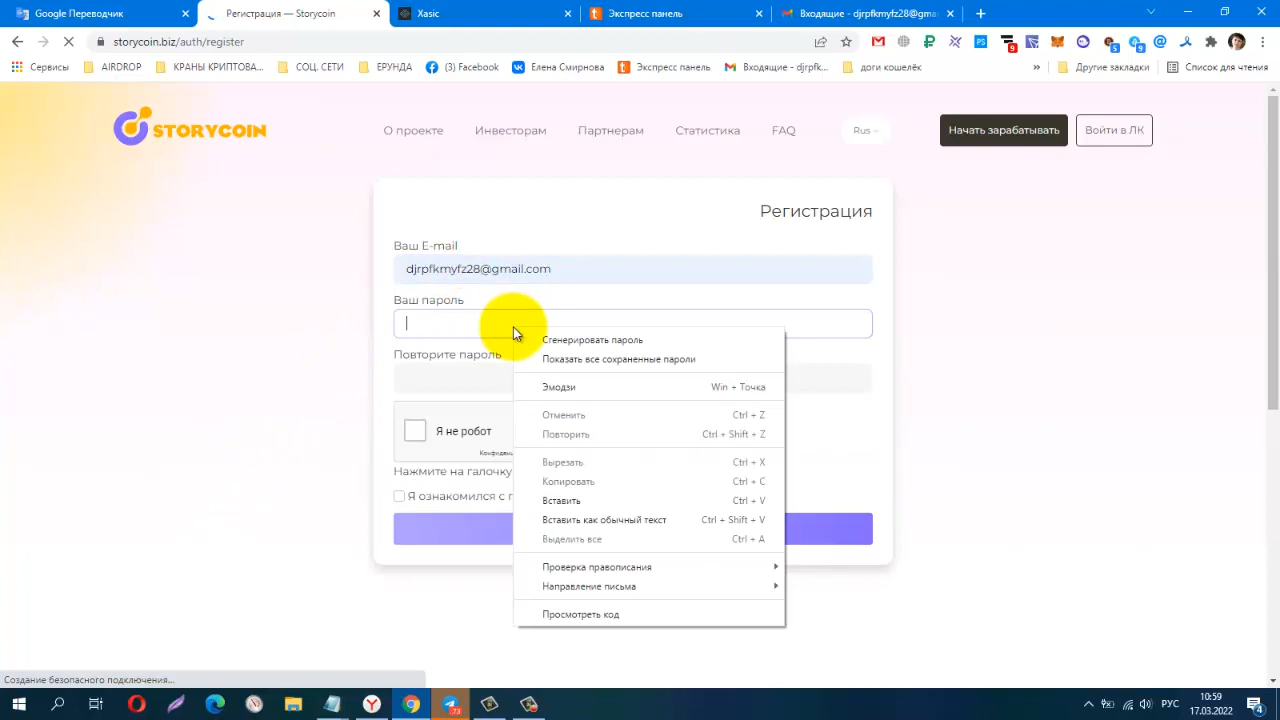 Google Переводчик
Регистрация — Storycoin
Xasic
Экспресс панель
Входящие - djrpfkmyfz28@gma
storycoin.biz/auth/register
Сервисы
AIRDROP
КРАНЫ КРИПТОВА...
СОЦ. СЕТИ
ЕРУНДА
(3) Facebook
Елена Смирнова
Экспресс панель
Входящие - djrpfk...
доги кошелёк
»
Другие закладки
Список для чтения
STORYCOIN
О проекте
Инвесторам
Партнерам
Статистика
FAQ
Rus
Начать зарабатывать
Войти в ЛК
Регистрация
Ваш E-mail
djrpfkmyfz28@gmail.com
Ваш пароль
Повторите пароль
Я не робот
Нажмите на галочку
Я ознакомился с п
Сгенерировать пароль
Показать все сохраненные пароли
Эмодзи Win + Точка
Отменить Ctrl + Z
Повторить Ctrl + Shift + Z
Вырезать Ctrl + X
Копировать Ctrl + C
Вставить Ctrl + V
Вставить как обычный текст Ctrl + Shift + V
Выделить все Ctrl + A
Проверка правописания
Направление письма
Просмотреть код
Создание безопасного подключения...
РУС
10:59
17.03.2022